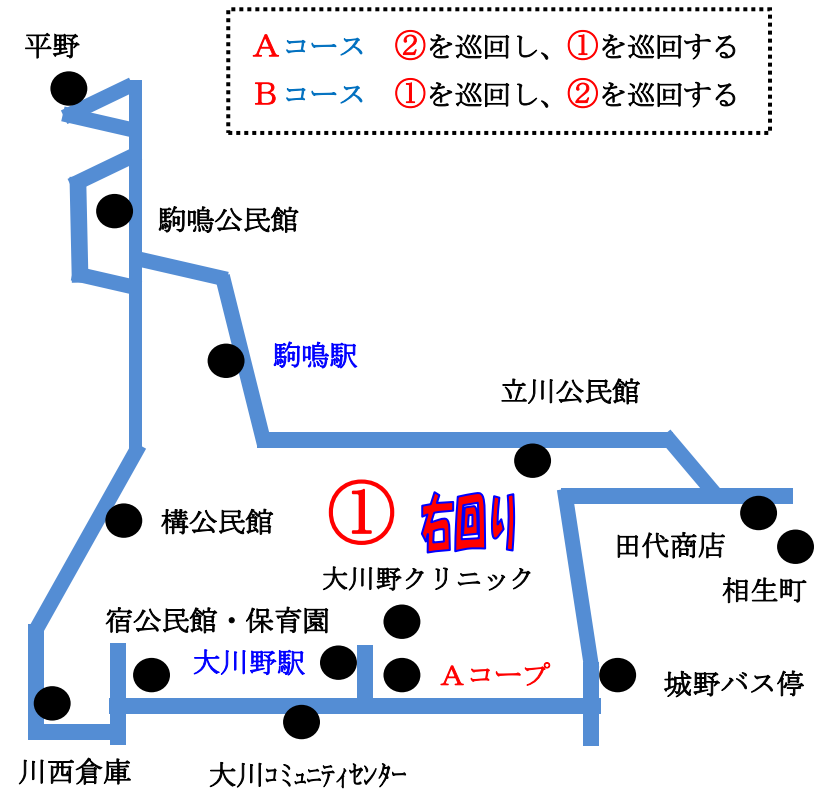 Aコース ②を巡回し、①を巡回する
Bコース ①を巡回し、②を巡回する
平野
駒鳴公民館
駒鳴駅
立川公民館
① 右回り
構公民館
田代商店
大川野クリニック
相生町
宿公民館・保育園
大川野駅
Aコープ
城野バス停
川西倉庫
大川コミュニティセンター